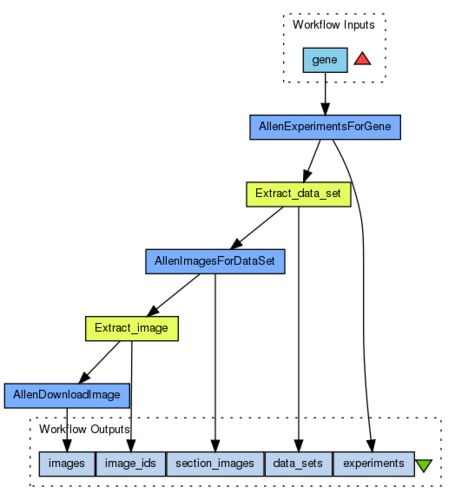 Workflow Inputs
gene
AllenExperimentsForGene
Extract_data_set
AllenImagesForDataSet
Extract_image
AllenDownloadImage
Workflow Outputs
images image_ids section_images data_sets experiments